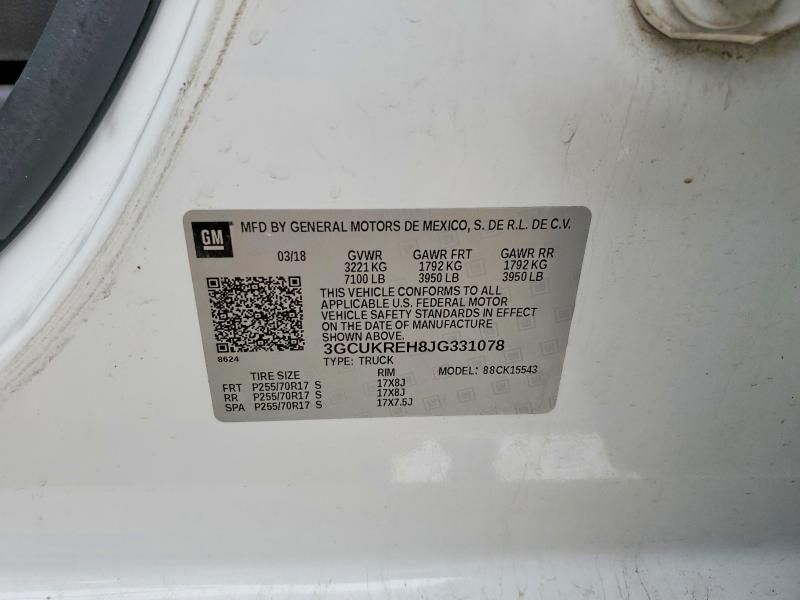 GM MFD BY GENERAL MOTORS DE MEXICO, S. DE R.L. DE C.V.
03/18 GVWR GAWR FRT GAWR RR
3221 KG 1792 KG 1792 KG
7100 LB 3950 LB 3950 LB
THIS VEHICLE CONFORMS TO ALL
APPLICABLE U.S. FEDERAL MOTOR
VEHICLE SAFETY STANDARDS IN EFFECT
ON THE DATE OF MANUFACTURE
SHOWN ABOVE.
3GCUKREH8JG331078
8624
TYPE: TRUCK MODEL: 88CK15543
TIRE SIZE RIM
FRT P255/70R17 S 17X8J
RR P255/70R17 S 17X8J
SPA P255/70R17 S 17X7.5J